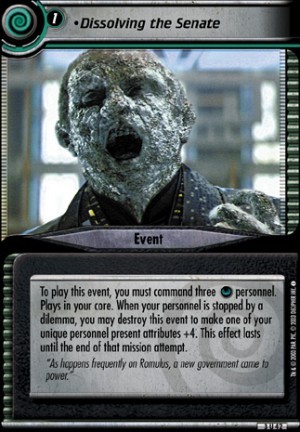 1
•Dissolving the Senate
Event
To play this event, you must command three personnel.
Plays in your core. When your personnel is stopped by a
dilemma, you may destroy this event to make one of your
unique personnel present attributes +4. This effect lasts
until the end of that mission attempt.
"As happens frequently on Romulus, a new government came to
power."